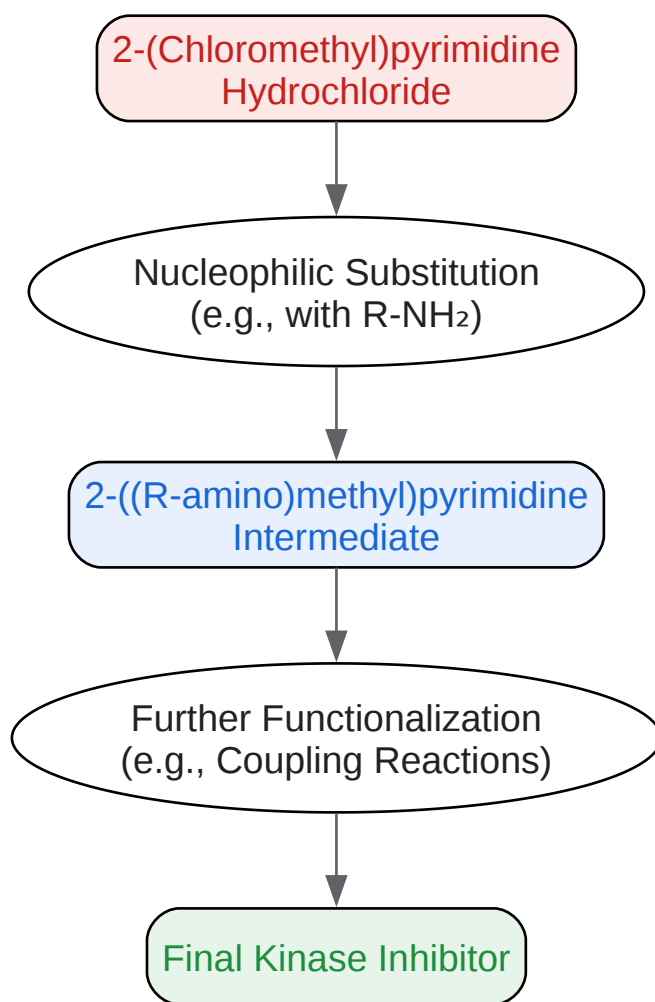 2-(Chloromethyl)pyrimidine
Hydrochloride
Nucleophilic Substitution
(e.g., with R-NH₂)
2-((R-amino)methyl)pyrimidine
Intermediate
Further Functionalization
(e.g., Coupling Reactions)
Final Kinase Inhibitor